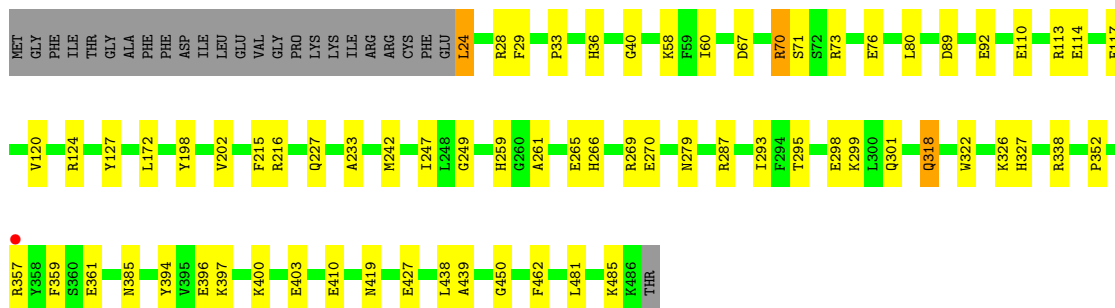 MET GLY PHE ILE THR GLY ALA PHE PHE ASP ILE LEU GLU VAL GLY PRO LYS LYS ILE ARG ARG CYS PHE GLU L24 R28 F29 P33 H36 G40 K58 F59 I60 D67 R70 S71 S72 R73 E76 L80 D89 E92 E110 R113 E114
V120 R124 Y127 L172 Y198 V202 F215 R216 Q227 A233 M242 I247 L248 G249 H259 G260 A261 E265 H266 R269 E270 N279 R287 I293 F294 T295 E298 K299 L300 Q301 Q318 W322 K326 H327 R338 P352
R357 Y358 F359 S360 E361 N385 Y394 V395 E396 K397 K400 E403 E410 N419 E427 L438 A439 G450 F462 L481 K485 K486 THR